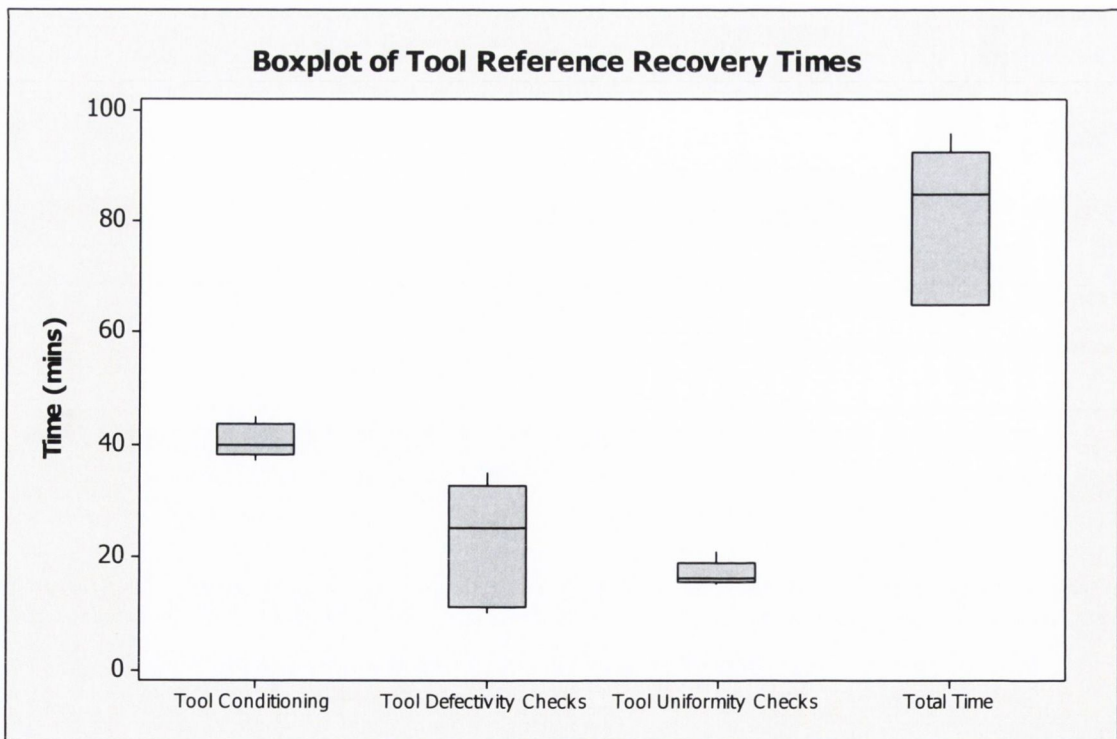 Boxplot of Tool Reference Recovery Times
100
80
60
40
20
0
Time (mins)
Tool Conditioning Tool Defectivity Checks Tool Uniformity Checks Total Time